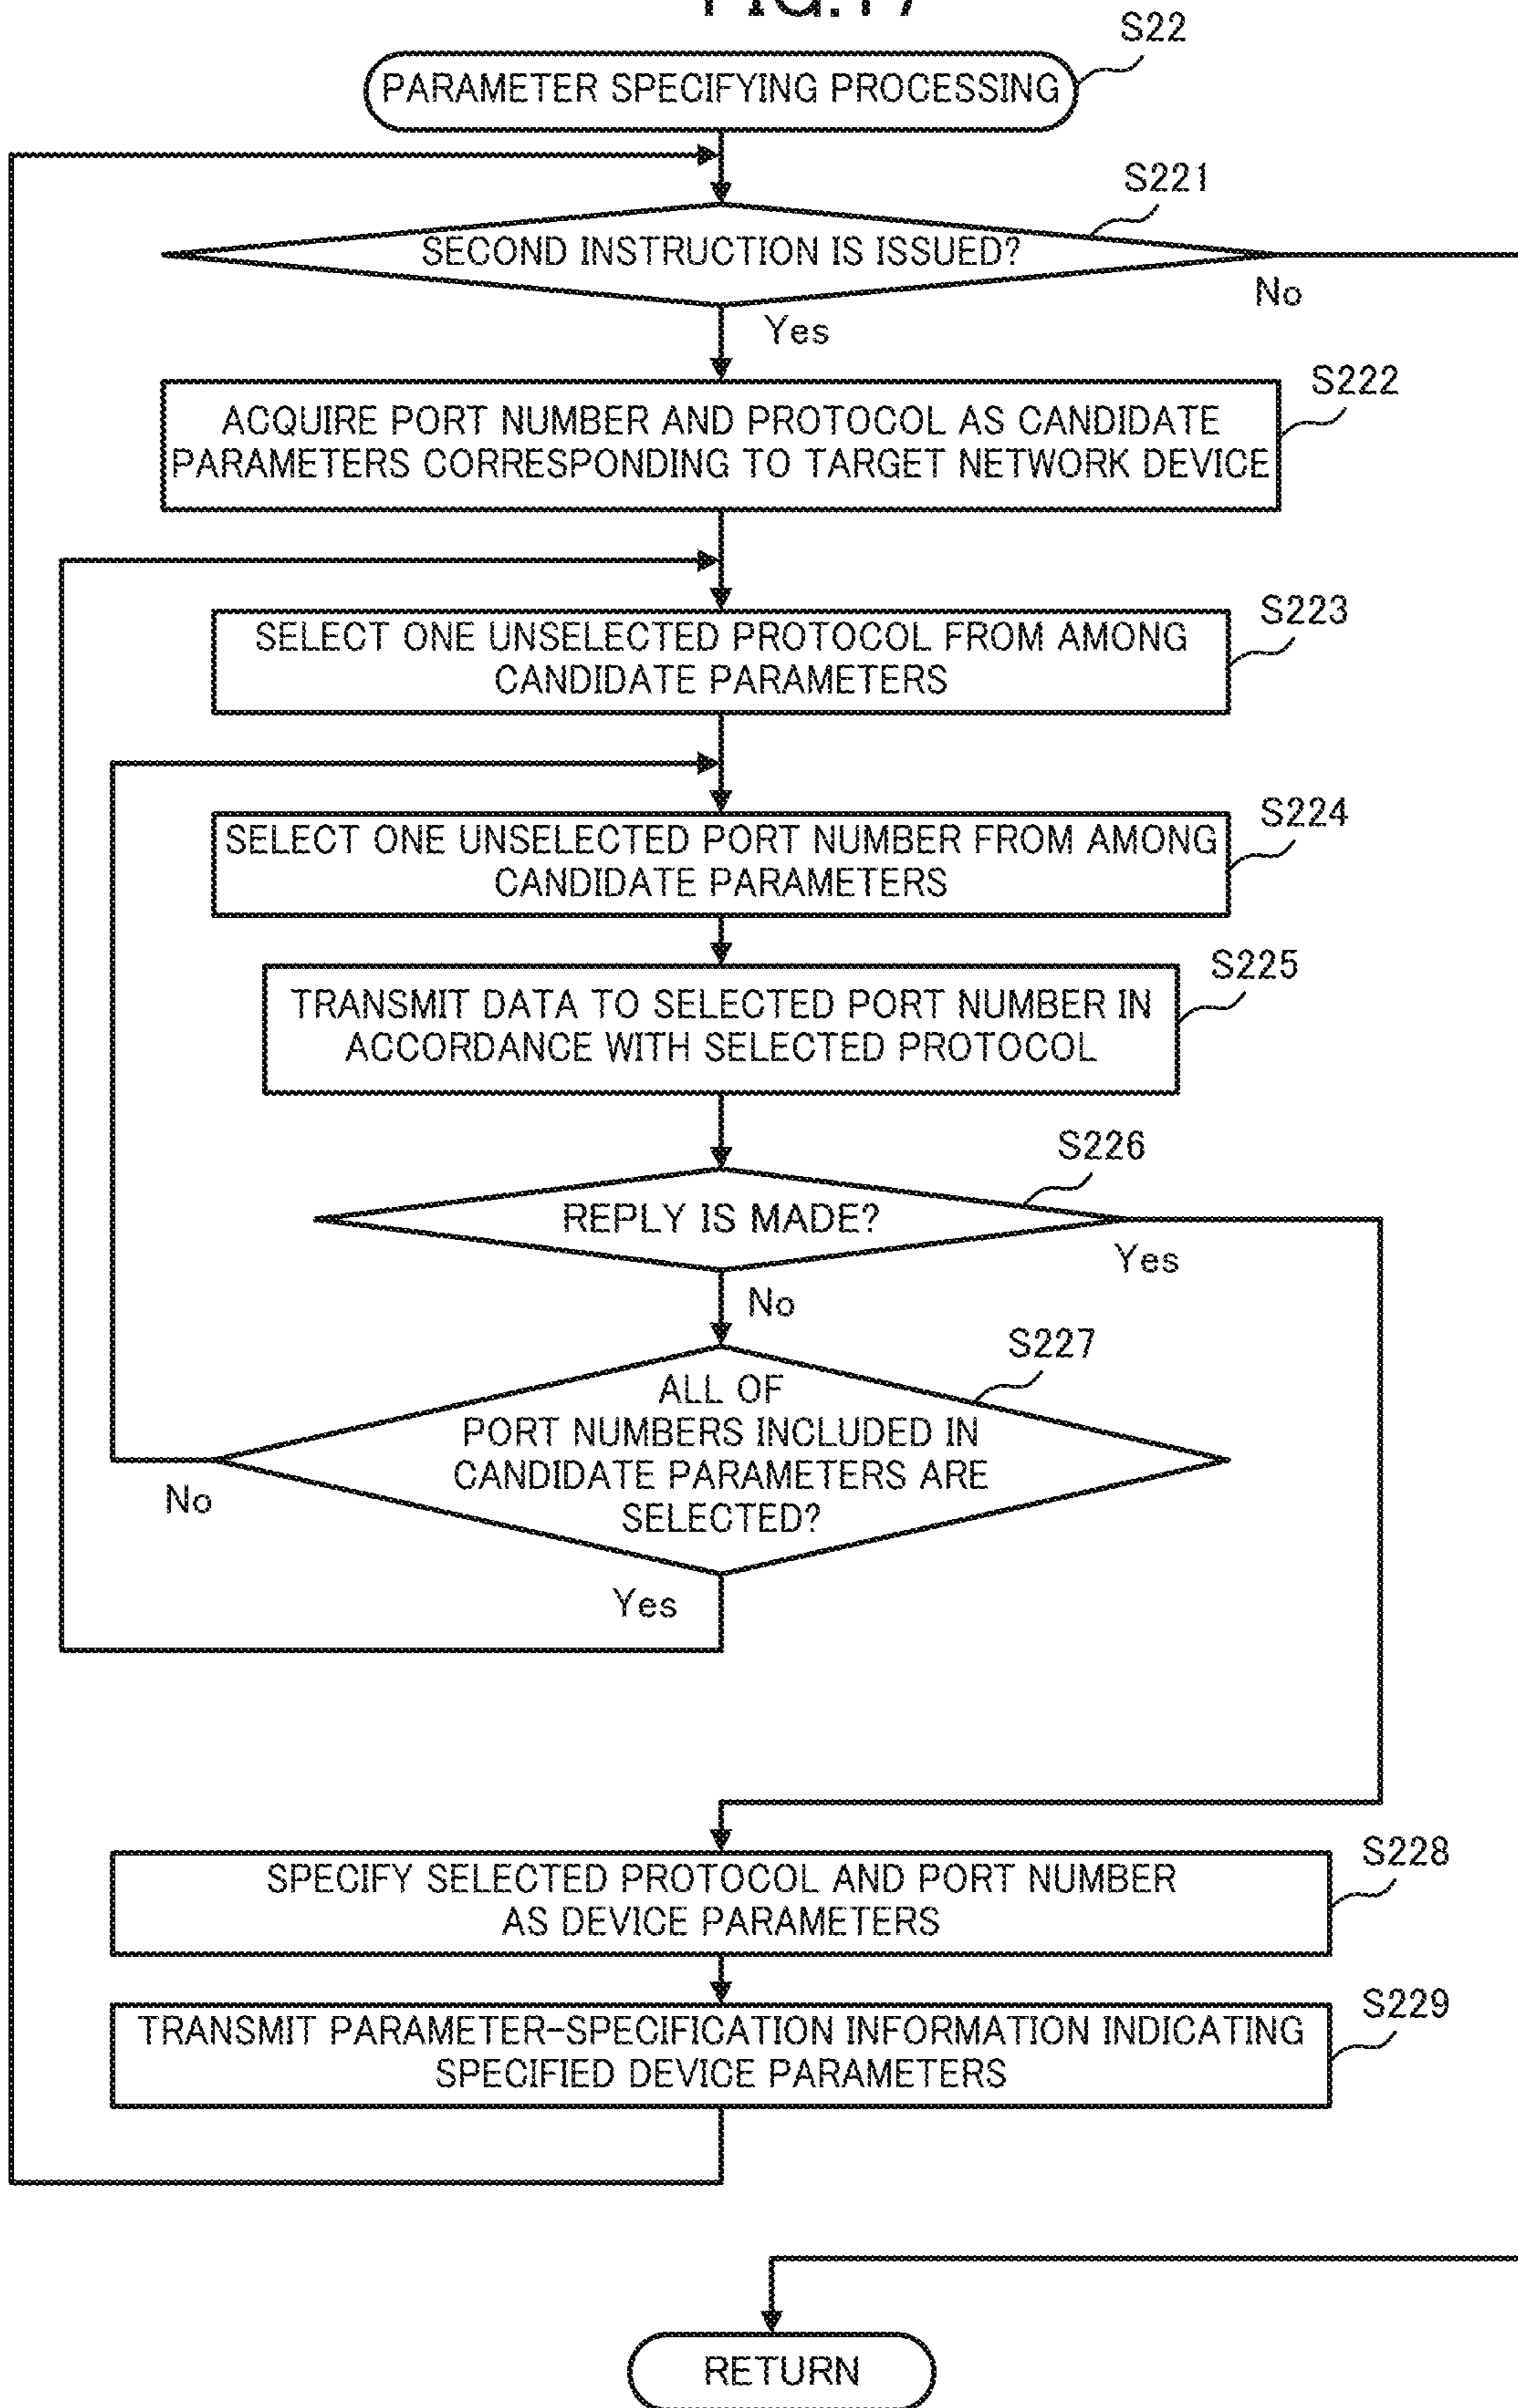 FIG.17
S22
PARAMETER SPECIFYING PROCESSING
S221
SECOND INSTRUCTION IS ISSUED?
No
Yes
S222
ACQUIRE PORT NUMBER AND PROTOCOL AS CANDIDATE
PARAMETERS CORRESPONDING TO TARGET NETWORK DEVICE
S223
SELECT ONE UNSELECTED PROTOCOL FROM AMONG
CANDIDATE PARAMETERS
S224
SELECT ONE UNSELECTED PORT NUMBER FROM AMONG
CANDIDATE PARAMETERS
S225
TRANSMIT DATA TO SELECTED PORT NUMBER IN
ACCORDANCE WITH SELECTED PROTOCOL
S226
REPLY IS MADE?
Yes
No
S227
ALL OF
PORT NUMBERS INCLUDED IN
CANDIDATE PARAMETERS ARE
SELECTED?
No
Yes
S228
SPECIFY SELECTED PROTOCOL AND PORT NUMBER
AS DEVICE PARAMETERS
S229
TRANSMIT PARAMETER-SPECIFICATION INFORMATION INDICATING
SPECIFIED DEVICE PARAMETERS
RETURN